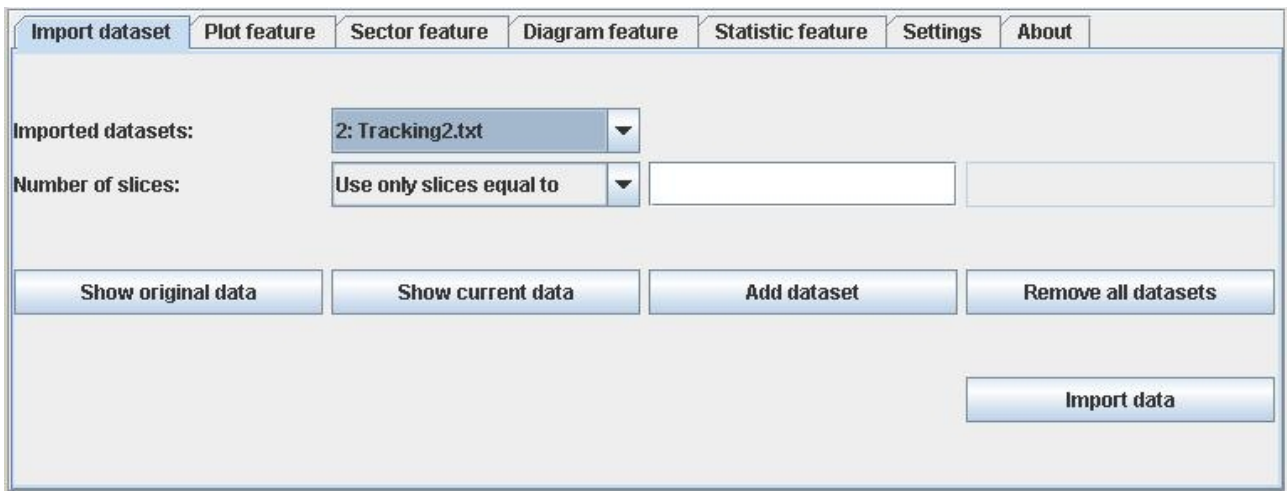 Import dataset Plot feature Sector feature Diagram feature Statistic feature Settings About
Imported datasets: 2: Tracking2.txt
Number of slices: Use only slices equal to
Show original data Show current data Add dataset Remove all datasets
Import data